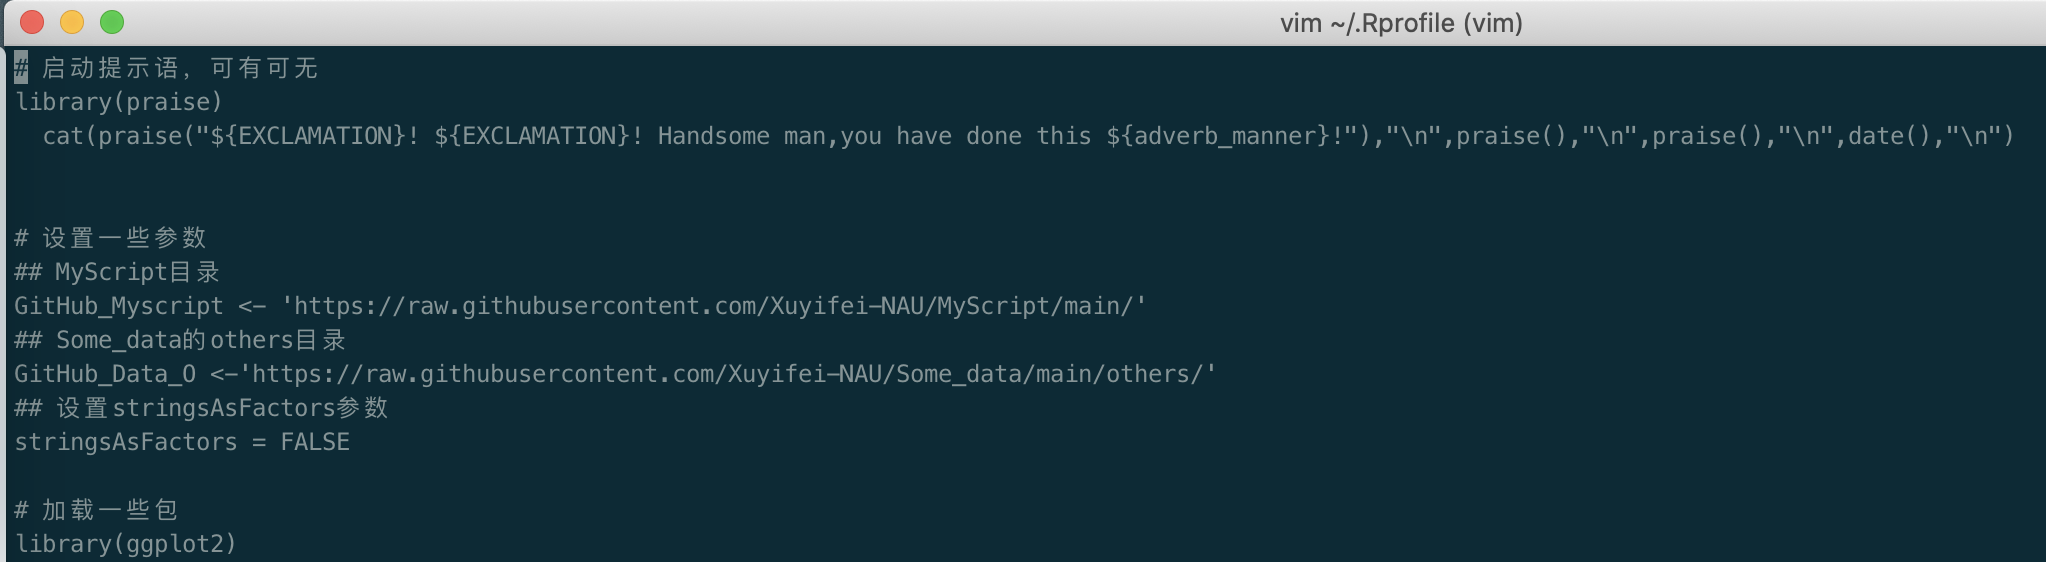 vim ~/.Rprofile (vim)
# 启动提示语，可有可无
library(praise)
  cat(praise("${EXCLAMATION}! ${EXCLAMATION}! Handsome man,you have done this ${adverb_manner}!"),"\n",praise(),"\n",praise(),"\n",date(),"\n")
# 设置一些参数
## MyScript目录
GitHub_Myscript <- 'https://raw.githubusercontent.com/Xuyifei-NAU/MyScript/main/'
## Some_data的others目录
GitHub_Data_O <-'https://raw.githubusercontent.com/Xuyifei-NAU/Some_data/main/others/'
## 设置stringsAsFactors参数
stringsAsFactors = FALSE
# 加载一些包
library(ggplot2)